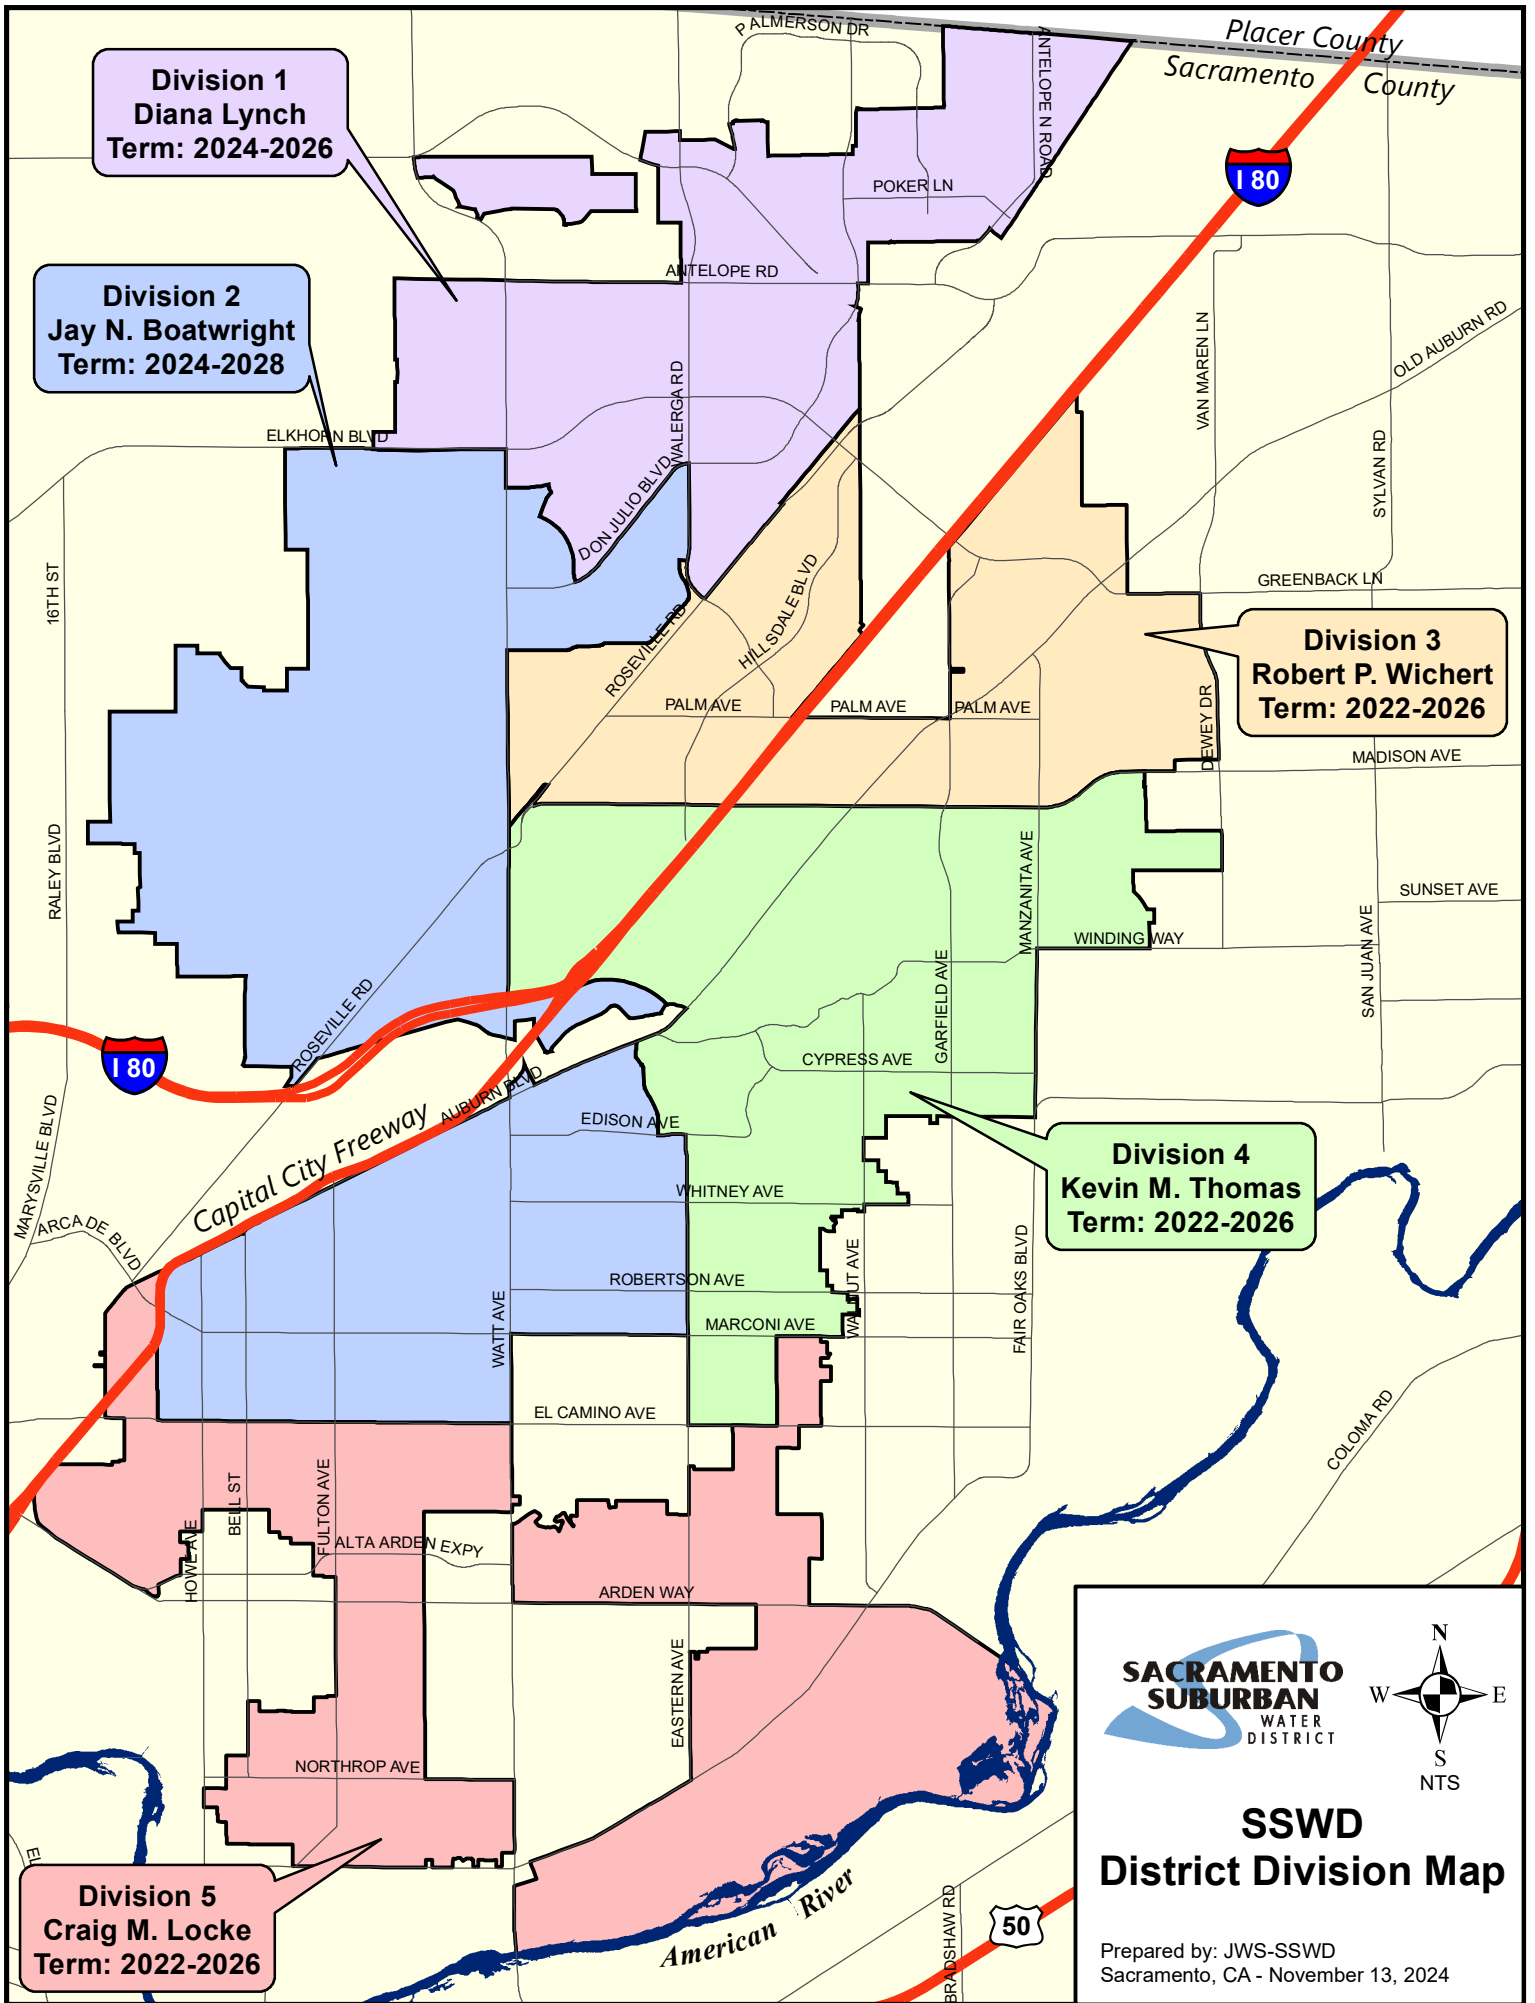 PALMERSON DR
Placer County
Sacramento County
Division 1
Diana Lynch
Term: 2024-2026
ANTELOPE N ROAD
I 80
POKER LN
ANTELOPE RD
Division 2
Jay N. Boatwright
Term: 2024-2028
VAN MAREN LN
OLD AUBURN RD
WALERGA RD
ELKHORN BLVD
SYLVAN RD
DON JULIO BLVD
16TH ST
HILLSDALE BLVD
GREENBACK LN
ROSEVILLE RD
Division 3
Robert P. Wichert
Term: 2022-2026
PALM AVE
PALM AVE
PALM AVE
DEWEY DR
MADISON AVE
RALEY BLVD
MANZANITA AVE
SUNSET AVE
WINDING WAY
SAN JUAN AVE
GARFIELD AVE
ROSEVILLE RD
I 80
CYPRESS AVE
AUBURN BLVD
Capital City Freeway
EDISON AVE
MARYSVILLE BLVD
Division 4
Kevin M. Thomas
Term: 2022-2026
WHITNEY AVE
ARCADE BLVD
WALNUT AVE
FAIR OAKS BLVD
ROBERTSON AVE
MARCONI AVE
WATT AVE
EL CAMINO AVE
COLOMA RD
BELL ST
FULTON AVE
HOWE AVE
ALTA ARDEN EXPY
ARDEN WAY
EASTERN AVE
NORTHROP AVE
EL
Division 5
Craig M. Locke
Term: 2022-2026
American River
BRADSHAW RD
50
SACRAMENTO
SUBURBAN
WATER
DISTRICT
N
W E
S
NTS
SSWD
District Division Map
Prepared by: JWS-SSWD
Sacramento, CA - November 13, 2024